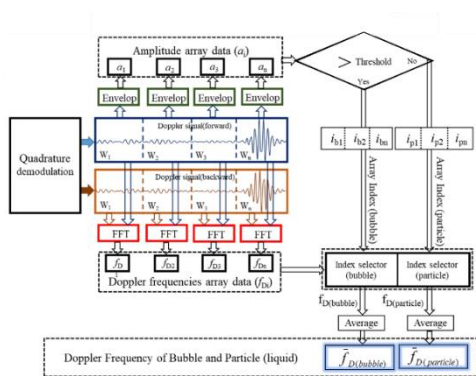 Amplitude array data (aᵢ)
a₁ a₂ a₃ aₙ
Envelop Envelop Envelop Envelop
> Threshold
No
Yes
Quadrature
demodulation
Doppler signal(forward)
W₁ W₂ W₃ Wₙ
Doppler signal(backward)
W₁ W₂ W₃ Wₙ
FFT FFT FFT FFT
f_D f_D2 f_D3 f_Dn
1
Doppler frequencies array data (f_Di)
i_b1 i_b2 i_bn
i_p1 i_p2 i_pn
Array Index (bubble)
Array Index (particle)
Index selector
(bubble)
Index selector
(particle)
f_D(bubble) f_D(particle)
Average Average
Doppler Frequency of Bubble and Particle (liquid)
f̄_D(bubble) f̄_D(particle)